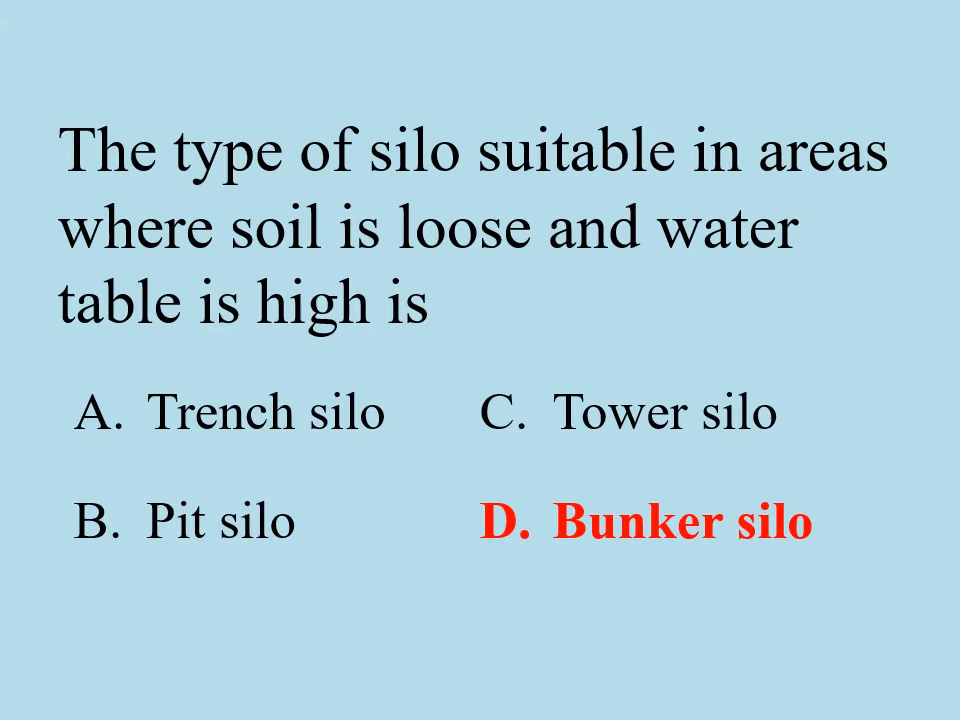 The type of silo suitable in areas
where soil is loose and water
table is high is
A. Trench silo
C. Tower silo
B. Pit silo
D. Bunker silo